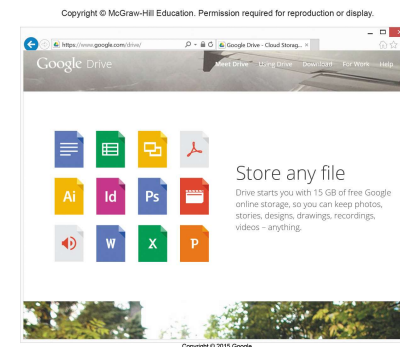 Copyright © McGraw-Hill Education. Permission required for reproduction or display.
https://www.google.com/drive/
Google Drive - Cloud Storag...
Google Drive
Meet Drive Using Drive Download For Work Help
Ai Id Ps
W X P
Store any file
Drive starts you with 15 GB of free Google
online storage, so you can keep photos,
stories, designs, drawings, recordings,
videos – anything.
Copyright © 2015 Google